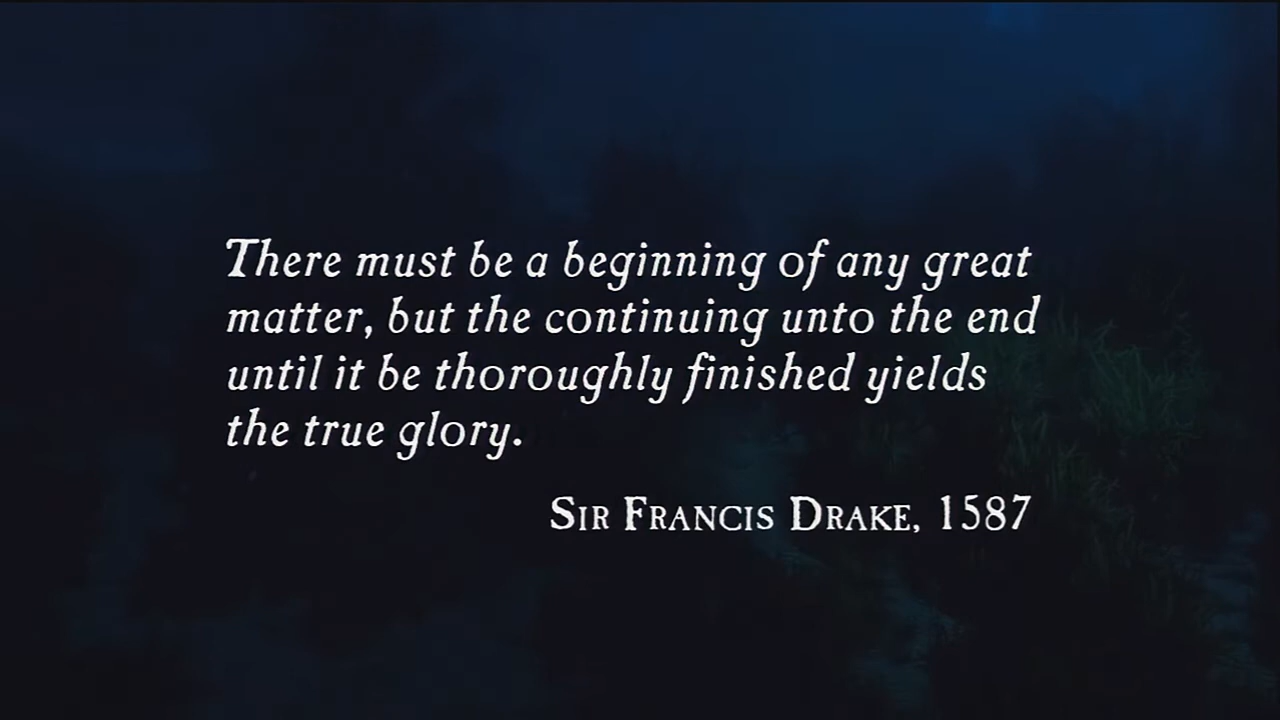 There must be a beginning of any great
matter, but the continuing unto the end
until it be thoroughly finished yields
the true glory.
Sir Francis Drake, 1587